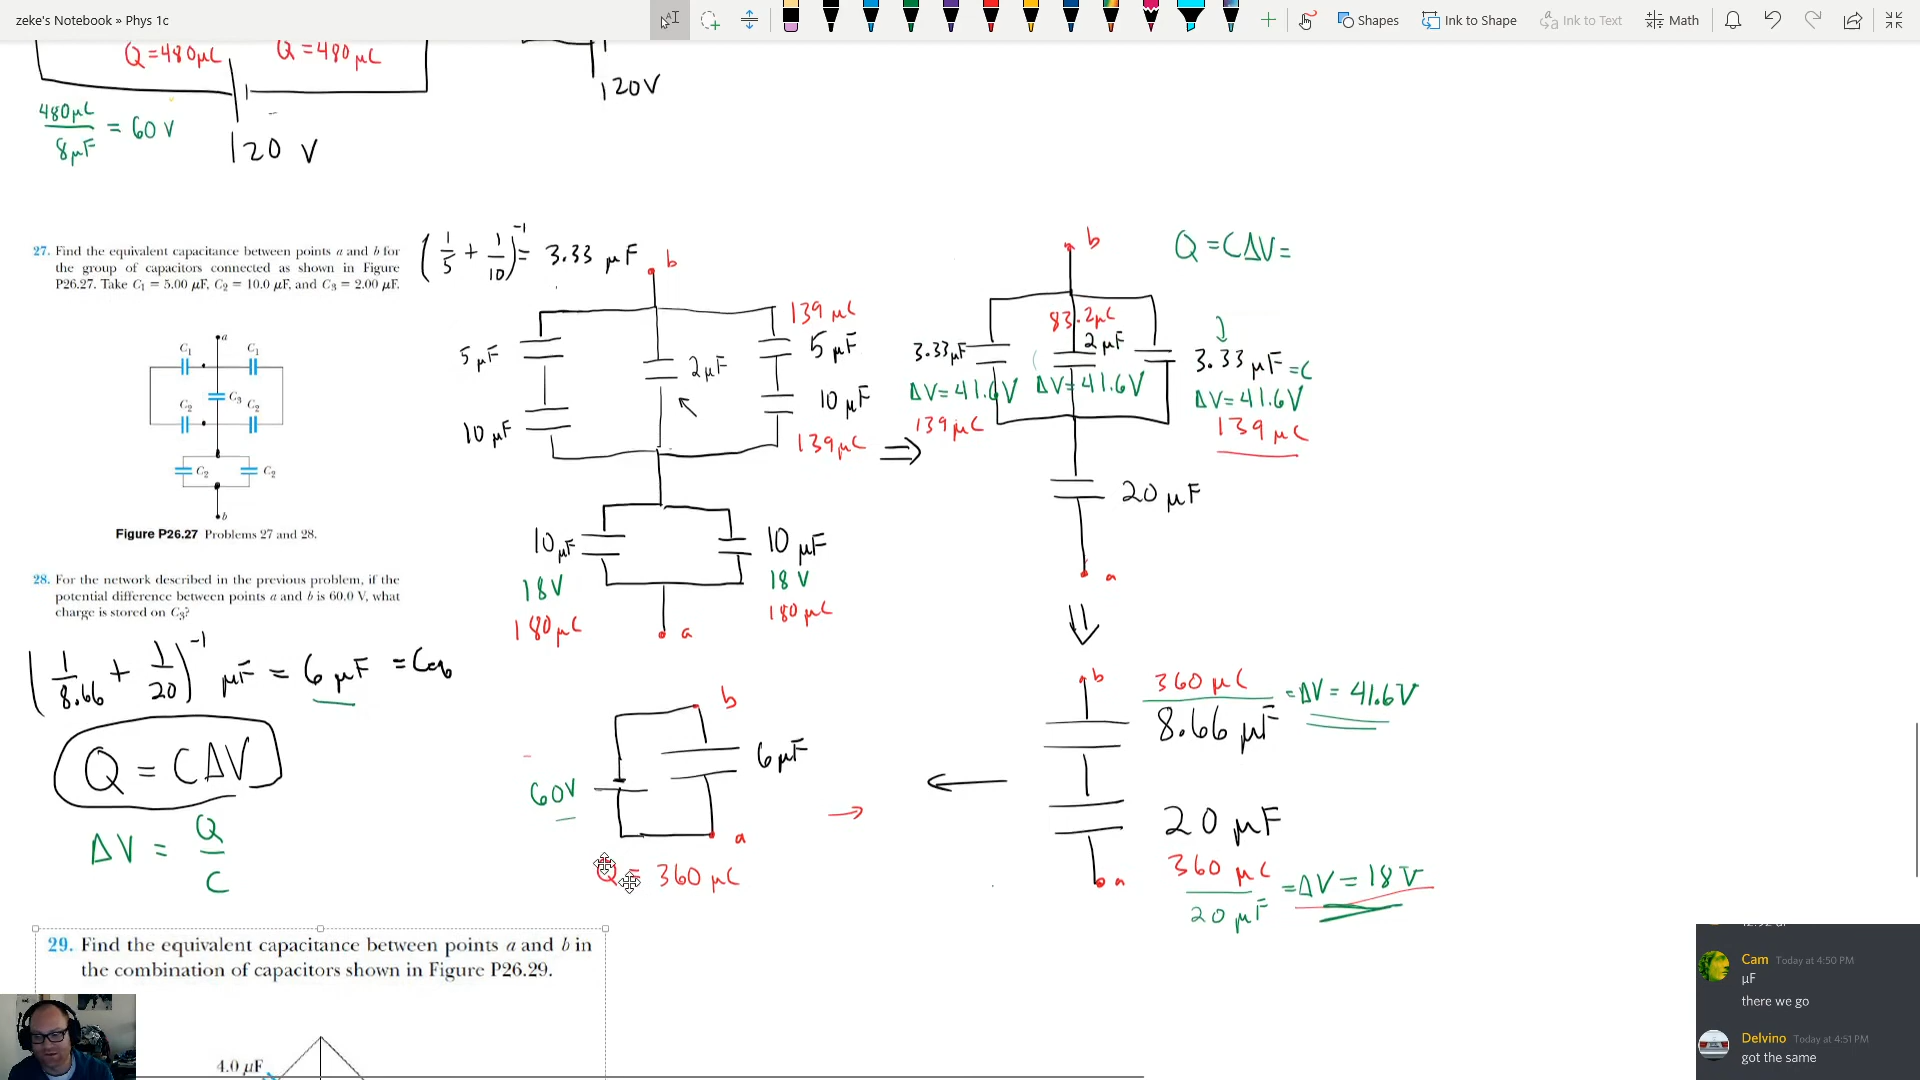 zeke's Notebook » Phys 1c
Shapes
Ink to Shape
Ink to Text
Math
Q = 480 μC
Q = 480 μC
480 μC
8 μF
= 60 V
120 V
120V
27. Find the equivalent capacitance between points a and b for
the group of capacitors connected as shown in Figure
P26.27. Take C1 = 5.00 μF, C2 = 10.0 μF, and C3 = 2.00 μF.
a
C1
C1
C3
C2
C2
C2
C2
b
Figure P26.27 Problems 27 and 28.
28. For the network described in the previous problem, if the
potential difference between points a and b is 60.0 V, what
charge is stored on C3?
(1/5 + 1/10)^-1 = 3.33 μF
b
139 μC
5 μF
5 μF
2 μF
10 μF
10 μF
139 μC
10 μF
10 μF
18V
18 V
180 μC
180 μC
a
b
Q = CΔV =
83.2 μC
2 μF
3.33 μF
3.33 μF = C
ΔV = 41.6V
ΔV = 41.6V
ΔV = 41.6V
139 μC
139 μC
20 μF
a
(1/8.66 + 1/20)^-1 μF = 6 μF = Ceq
Q = CΔV
ΔV = Q/C
b
6 μF
60V
a
Q = 360 μC
b
360 μC
8.66 μF
= ΔV = 41.6V
20 μF
360 μC
20 μF
= ΔV = 18 V
a
29. Find the equivalent capacitance between points a and b in
the combination of capacitors shown in Figure P26.29.
4.0 μF
Cam Today at 4:50 PM
μF
there we go
Delvino Today at 4:51 PM
got the same